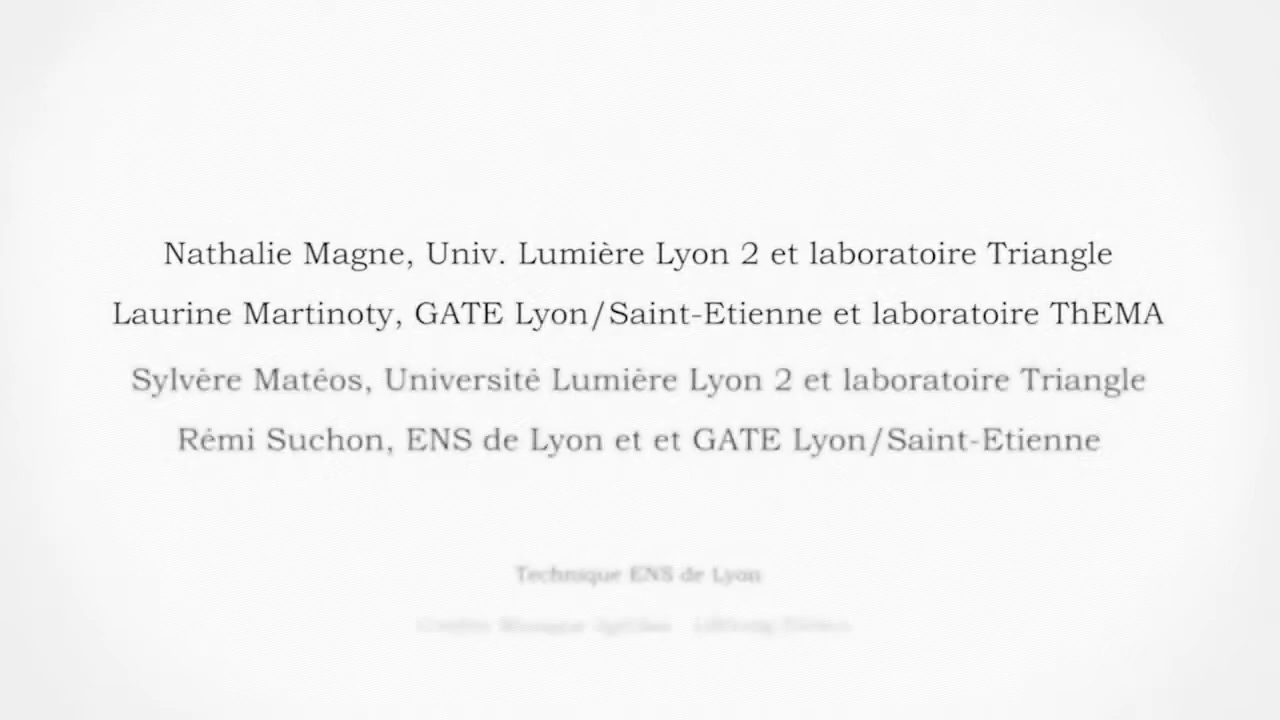 Nathalie Magne, Univ. Lumière Lyon 2 et laboratoire Triangle
Laurine Martinoty, GATE Lyon/Saint-Etienne et laboratoire ThEMA
Sylvère Matéos, Université Lumière Lyon 2 et laboratoire Triangle
Rémi Suchon, ENS de Lyon et et GATE Lyon/Saint-Etienne
Technique ENS de Lyon